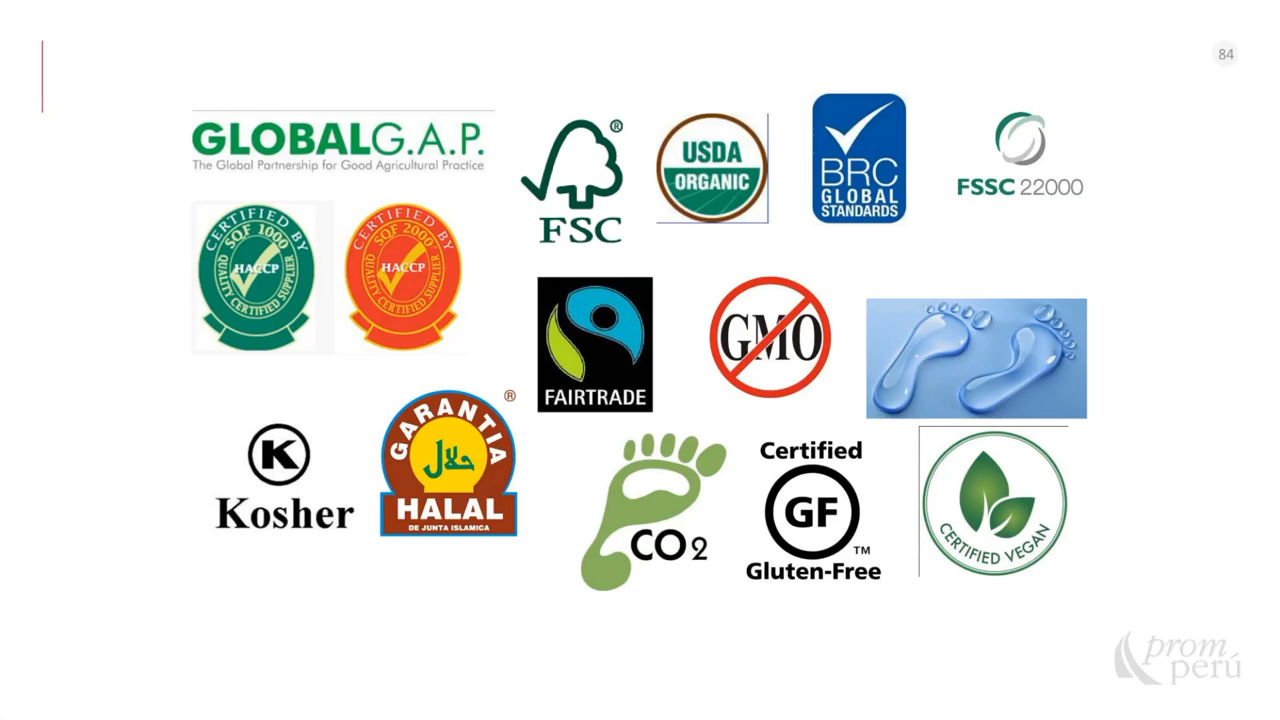 84
GLOBALG.A.P.
The Global Partnership for Good Agricultural Practice
FSC ®
USDA
ORGANIC
BRC
GLOBAL
STANDARDS
FSSC 22000
CERTIFIED BY
SQF 1000
HACCP
QUALITY CERTIFIED SUPPLIER
CERTIFIED BY
SQF 2000
HACCP
QUALITY CERTIFIED SUPPLIER
FAIRTRADE
GMO
K
Kosher
GARANTIA
®
حلال
HALAL
DE JUNTA ISLAMICA
CO2
Certified
GF
TM
Gluten-Free
CERTIFIED VEGAN
prom
perú